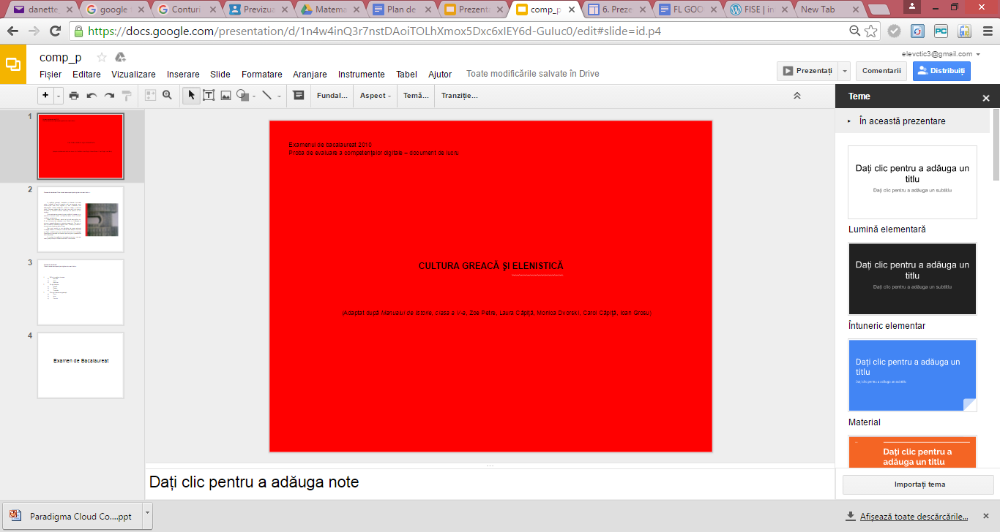 danette
google
Conturi
Previzua
Matema
Plan de
Prezent
comp_p
6. Preze
FL GOO
FISE | in
New Tab
https://docs.google.com/presentation/d/1n4w4inQ3r7nstDAoiTOLhXmox5Dxc6xIEY6d-GuIuc0/edit#slide=id.p4
PC
comp_p
elevctic3@gmail.com
Fișier Editare Vizualizare Inserare Slide Formatare Aranjare Instrumente Tabel Ajutor Toate modificările salvate în Drive
Prezentați
Comentarii
Distribuiți
Fundal...
Aspect
Temă...
Tranziție...
Teme
În această prezentare
1
2
3
4
Examen de Bacalaureat
Examenul de bacalaureat 2010
Proba de evaluare a competențelor digitale – document de lucru
CULTURA GREACĂ ŞI ELENISTICĂ
(Adaptat după Manualul de Istorie, clasa a V-a, Zoe Petre, Laura Căpiţă, Monica Dvorski, Carol Căpiţă, Ioan Grosu)
Dați clic pentru a adăuga note
Dați clic pentru a adăuga un
titlu
Dați clic pentru a adăuga un subtitlu
Lumină elementară
Dați clic pentru a adăuga un
titlu
Dați clic pentru a adăuga un subtitlu
Întuneric elementar
Dați clic pentru a adăuga un
titlu
Dați clic pentru a adăuga un subtitlu
Material
Dați clic pentru a
adăuga un titlu
Importați tema
Paradigma Cloud Co....ppt
Afișează toate descărcările...